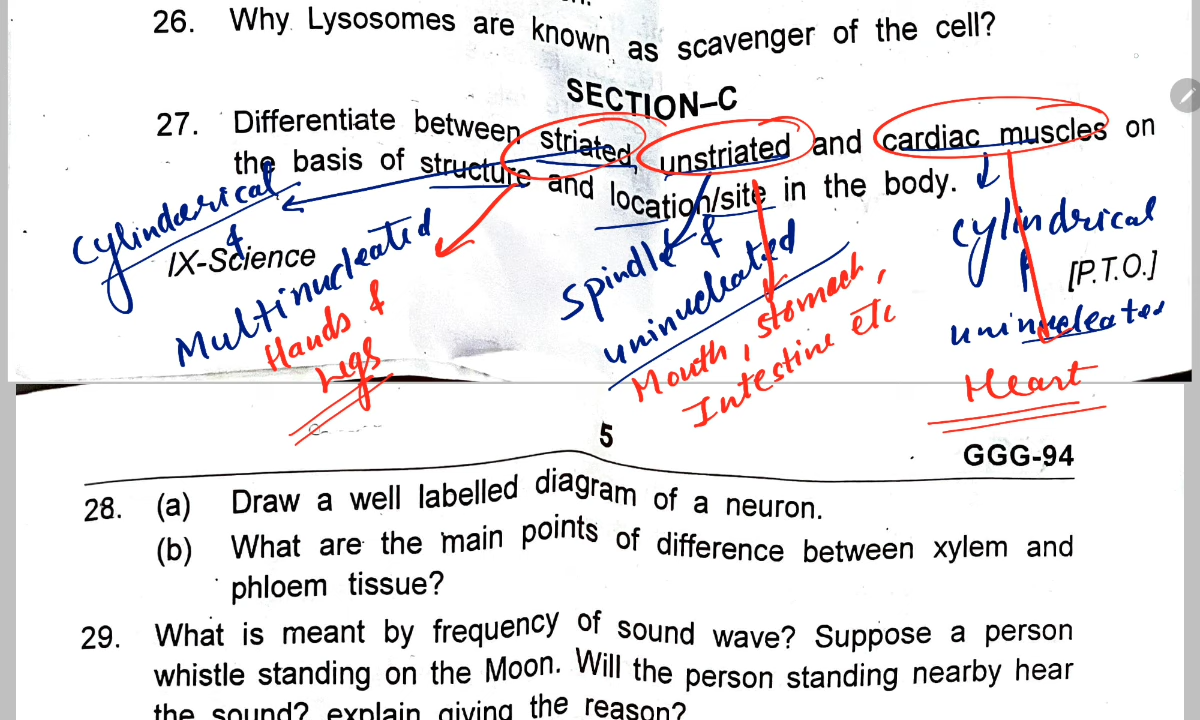 26. Why Lysosomes are known as scavenger of the cell?
SECTION–C
27. Differentiate between striated, unstriated and cardiac muscles on
the basis of structure and location/site in the body.
Cylinderical
&
Multinucleated
Hands &
Legs
Spindle &
uninucleated
Mouth, stomach,
Intestine etc
cylinderical
&
uninucleated
Heart
IX-Science
[P.T.O.]
5
GGG-94
28. (a) Draw a well labelled diagram of a neuron.
(b) What are the main points of difference between xylem and
phloem tissue?
29. What is meant by frequency of sound wave? Suppose a person
whistle standing on the Moon. Will the person standing nearby hear
the sound? explain giving the reason?